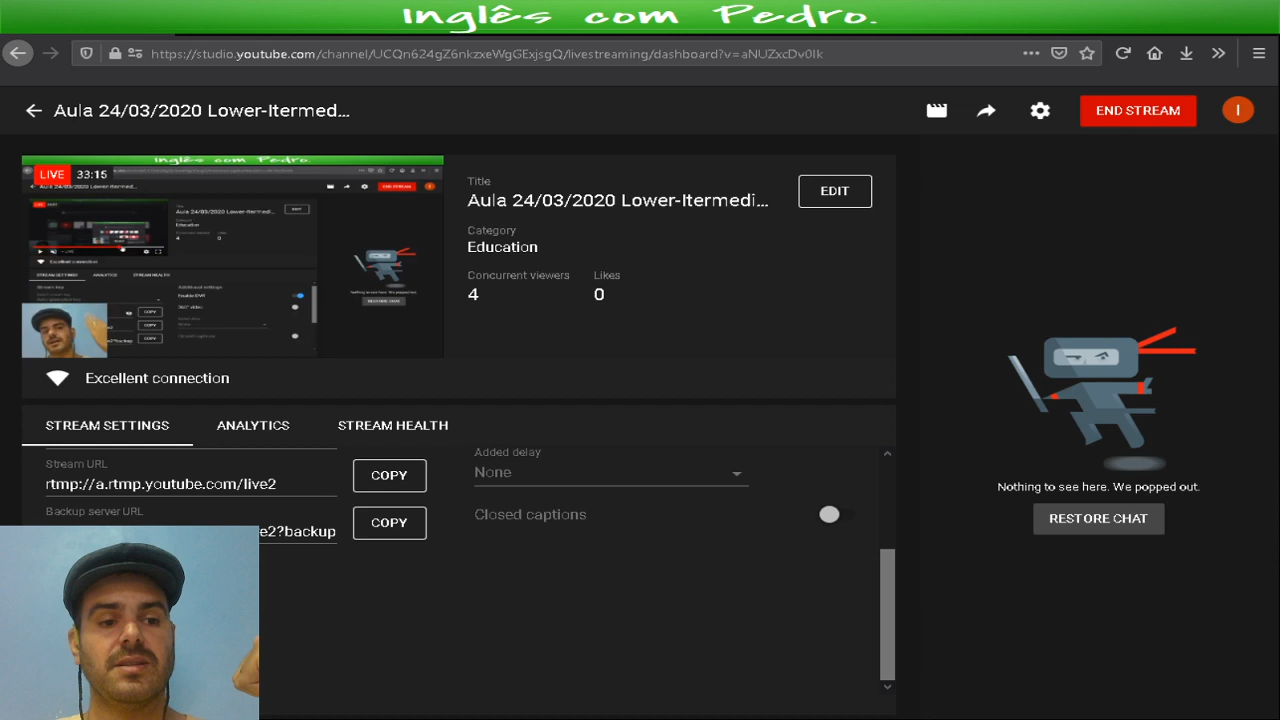 Inglês com Pedro.
https://studio.youtube.com/channel/UCQn624gZ6nkzxeWgGExjsgQ/livestreaming/dashboard?v=aNUZxcDv0Ik
Aula 24/03/2020 Lower-Itermed...
END STREAM
I
Inglês com Pedro.
LIVE 33:15
Title
Aula 24/03/2020 Lower-Itermedi...
EDIT
Category
Education
Concurrent viewers
Likes
4
0
Excellent connection
STREAM SETTINGS
ANALYTICS
STREAM HEALTH
Stream URL
rtmp://a.rtmp.youtube.com/live2
COPY
Added delay
None
Backup server URL
e2?backup
COPY
Closed captions
Nothing to see here. We popped out.
RESTORE CHAT